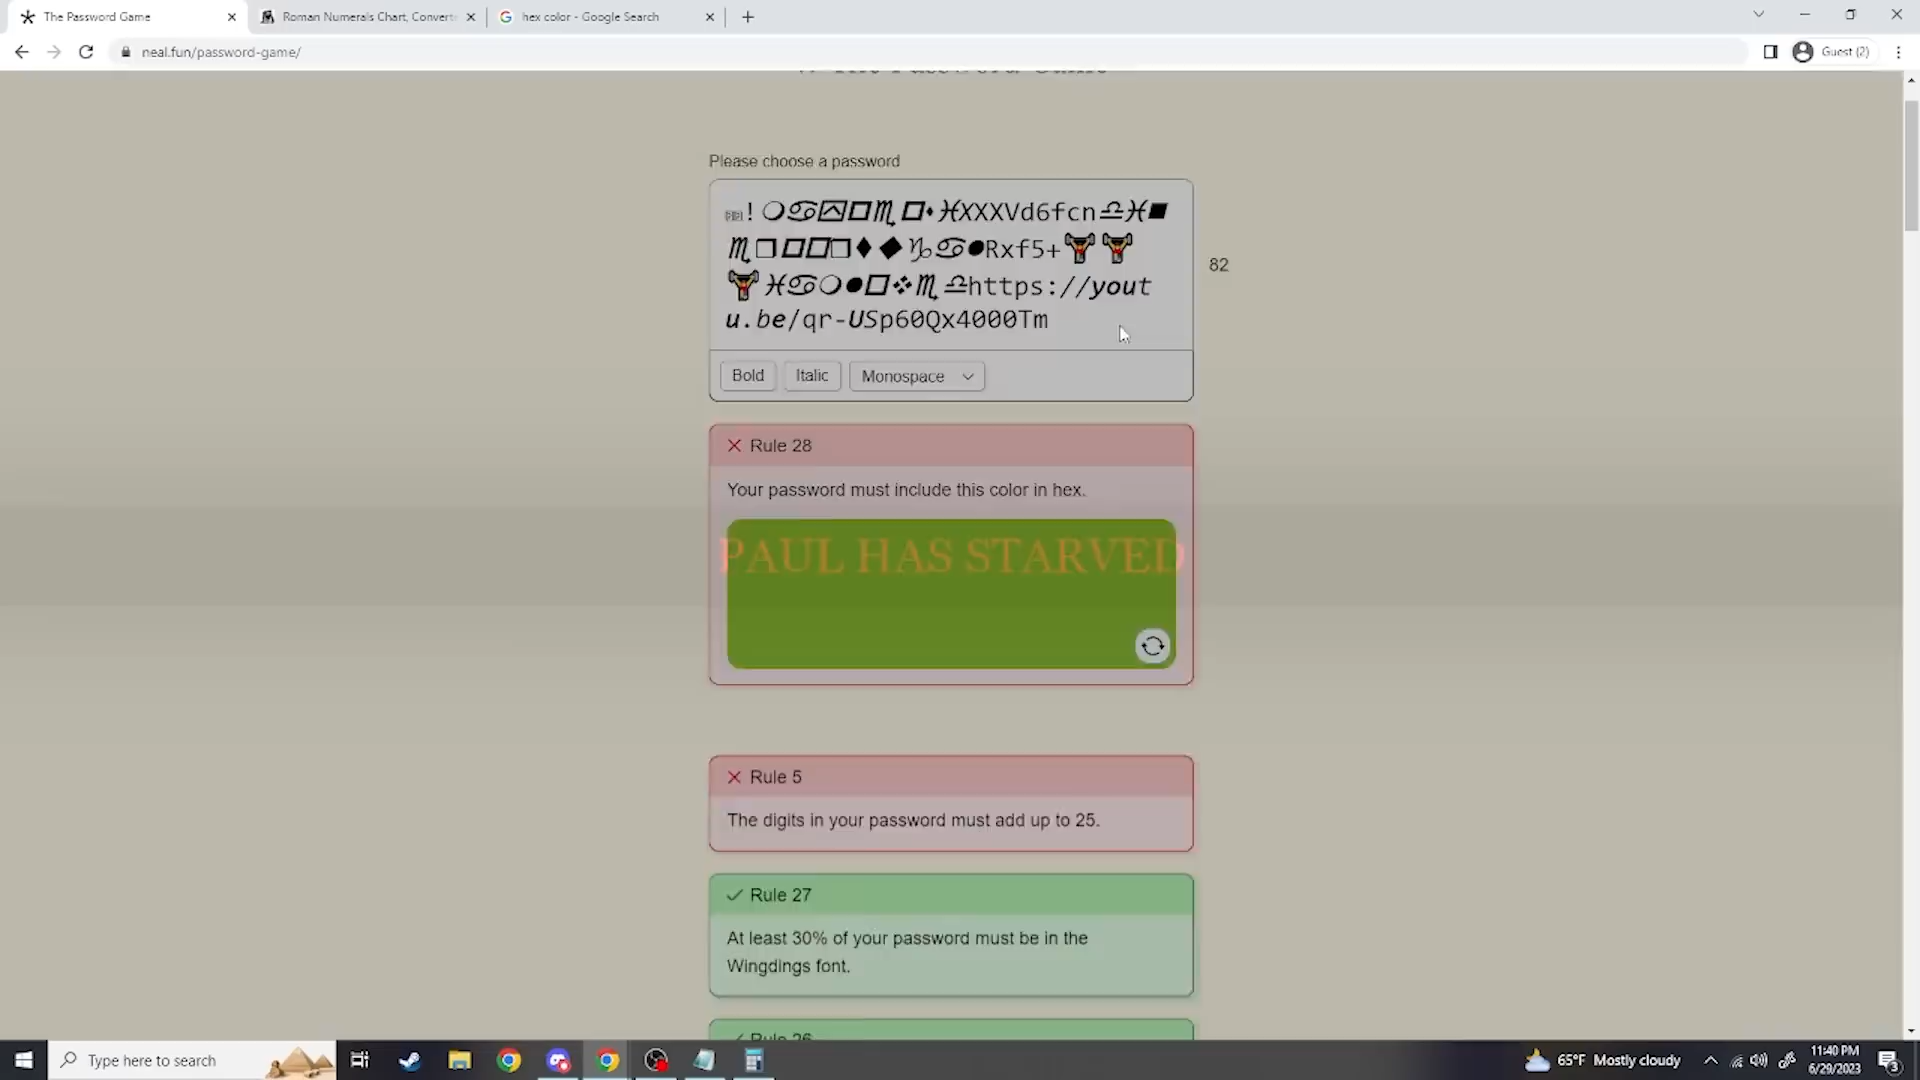 The Password Game
Roman Numerals Chart, Convert
hex color - Google Search
neal.fun/password-game/
Guest (2)
Please choose a password
XXXVd6fcn
Rxf5+🏋🏋
🏋https://yout
u.be/qr-USp60Qx4000Tm
82
Bold
Italic
Monospace
Rule 28
Your password must include this color in hex.
PAUL HAS STARVED
Rule 5
The digits in your password must add up to 25.
Rule 27
At least 30% of your password must be in the
Wingdings font.
Rule 26
Type here to search
65°F Mostly cloudy
11:40 PM
6/29/2023
3